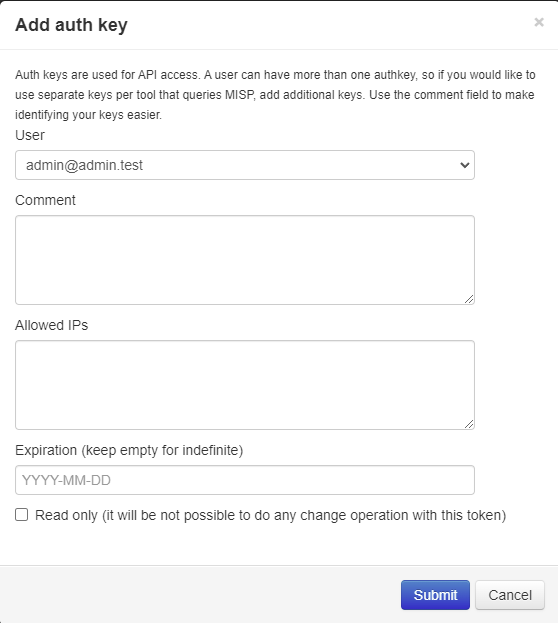 Add auth key
×
Auth keys are used for API access. A user can have more than one authkey, so if you would like to
use separate keys per tool that queries MISP, add additional keys. Use the comment field to make
identifying your keys easier.
User
admin@admin.test
Comment
Allowed IPs
Expiration (keep empty for indefinite)
YYYY-MM-DD
Read only (it will be not possible to do any change operation with this token)
Submit Cancel